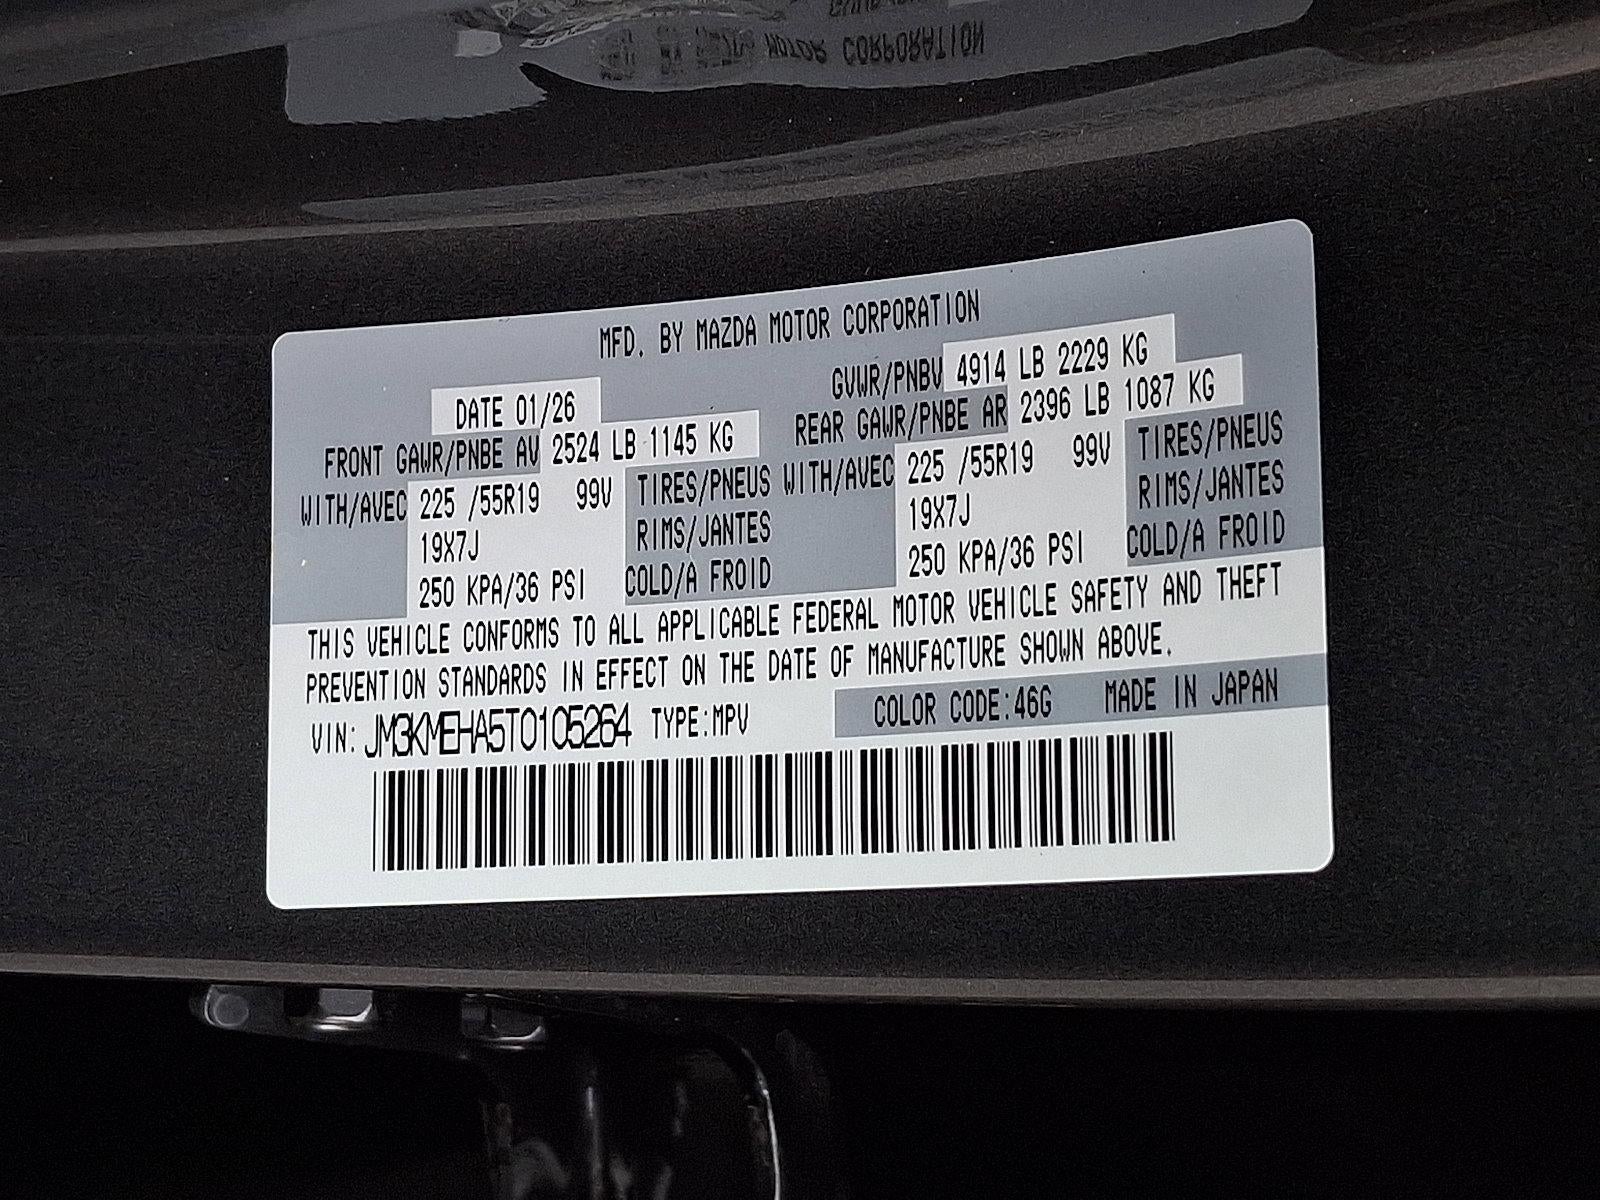 MFD. BY MAZDA MOTOR CORPORATION
DATE 01/26
GVWR/PNBV 4914 LB 2229 KG
FRONT GAWR/PNBE AV 2524 LB 1145 KG
REAR GAWR/PNBE AR 2396 LB 1087 KG
WITH/AVEC 225 /55R19 99V TIRES/PNEUS
19X7J RIMS/JANTES
250 KPA/36 PSI COLD/A FROID
WITH/AVEC 225 /55R19 99V TIRES/PNEUS
19X7J RIMS/JANTES
250 KPA/36 PSI COLD/A FROID
THIS VEHICLE CONFORMS TO ALL APPLICABLE FEDERAL MOTOR VEHICLE SAFETY AND THEFT
PREVENTION STANDARDS IN EFFECT ON THE DATE OF MANUFACTURE SHOWN ABOVE.
VIN: JM3KMEHA5T0105264 TYPE:MPV COLOR CODE:46G MADE IN JAPAN